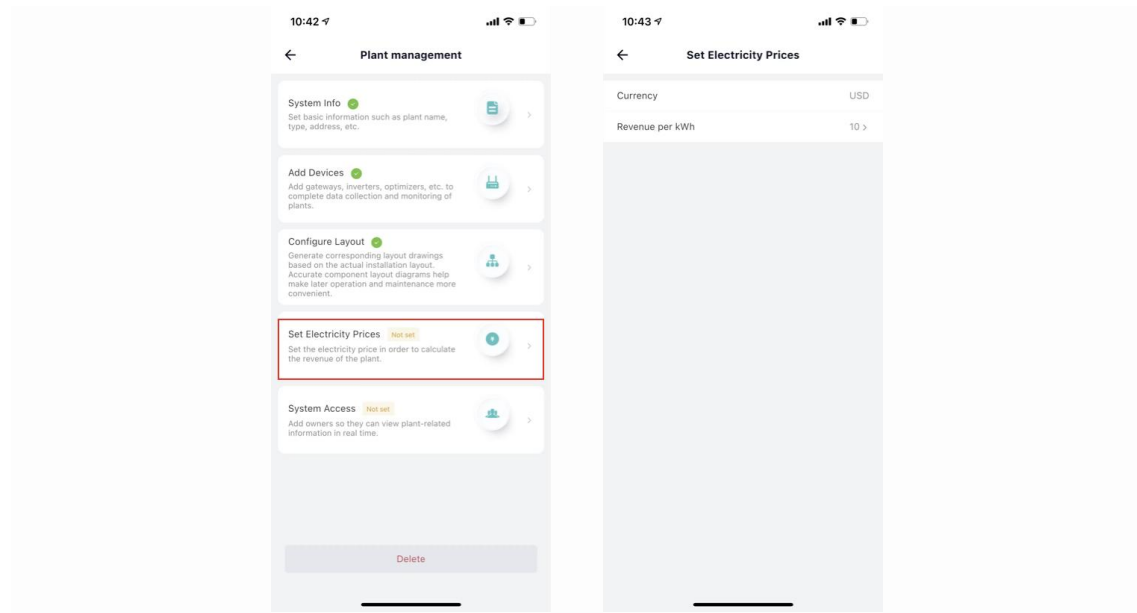 10:42
Plant management
System Info
Set basic information such as plant name,
type, address, etc.
Add Devices
Add gateways, inverters, optimizers, etc. to
complete data collection and monitoring of
plants.
Configure Layout
Generate corresponding layout drawings
based on the actual installation layout.
Accurate component layout diagrams help
make later operation and maintenance more
convenient.
Set Electricity Prices Not set
Set the electricity price in order to calculate
the revenue of the plant.
System Access Not set
Add owners so they can view plant-related
information in real time.
Delete
10:43
Set Electricity Prices
Currency USD
Revenue per kWh 10